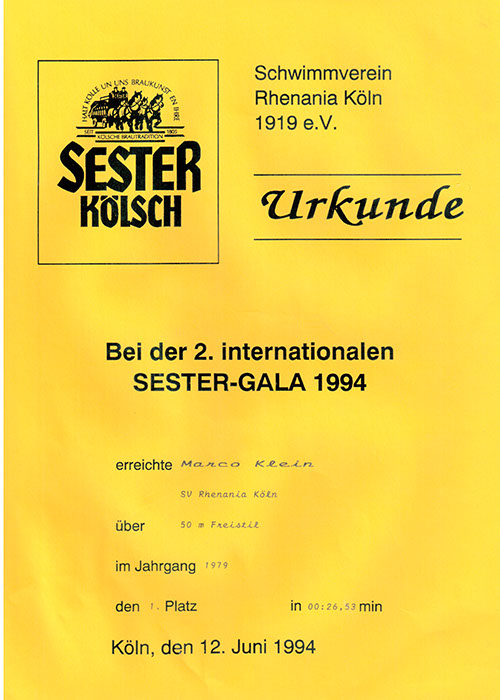 HALT KÖLLE UN UNS BRAUKUNST EN IHRE
SEIT KÖLSCHE BRAUTRADITION 1805
SESTER
KÖLSCH
Schwimmverein
Rhenania Köln
1919 e.V.
Urkunde
Bei der 2. internationalen
SESTER-GALA 1994
erreichte Marco Klein
SV Rhenania Köln
über 50 m Freistil
im Jahrgang 1979
den 1. Platz in 00:26,53 min
Köln, den 12. Juni 1994